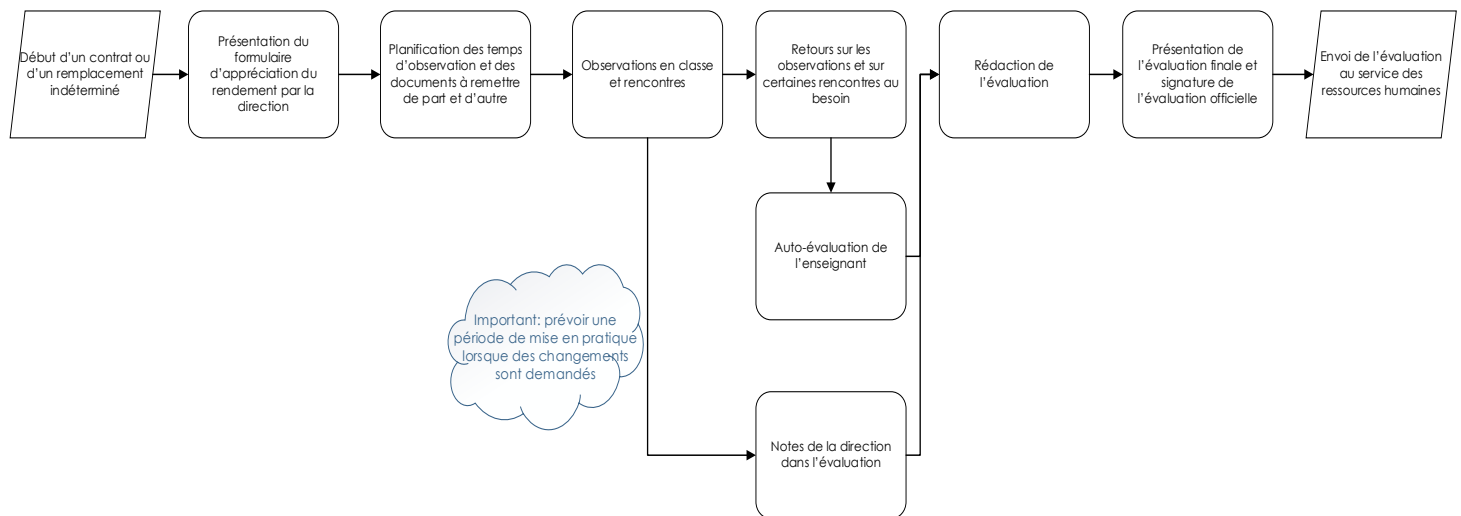 Début d'un contrat ou
d'un remplacement
indéterminé
Présentation du
formulaire
d'appréciation du
rendement par la
direction
Planification des temps
d'observation et des
documents à remettre
de part et d'autre
Observations en classe
et rencontres
Retours sur les
observations et sur
certaines rencontres au
besoin
Rédaction de
l'évaluation
Présentation de
l'évaluation finale et
signature de
l'évaluation officielle
Envoi de l'évaluation
au service des
ressources humaines
Auto-évaluation de
l'enseignant
Important: prévoir une
période de mise en pratique
lorsque des changements
sont demandés
Notes de la direction
dans l'évaluation